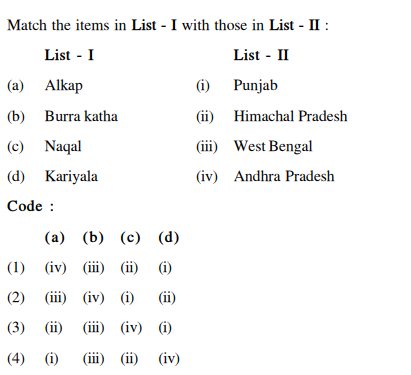 Match the items in List - I with those in List - II :
List - I List - II
(a) Alkap (i) Punjab
(b) Burra katha (ii) Himachal Pradesh
(c) Naqal (iii) West Bengal
(d) Kariyala (iv) Andhra Pradesh
Code :
(a) (b) (c) (d)
(1) (iv) (iii) (ii) (i)
(2) (iii) (iv) (i) (ii)
(3) (ii) (iii) (iv) (i)
(4) (i) (iii) (ii) (iv)